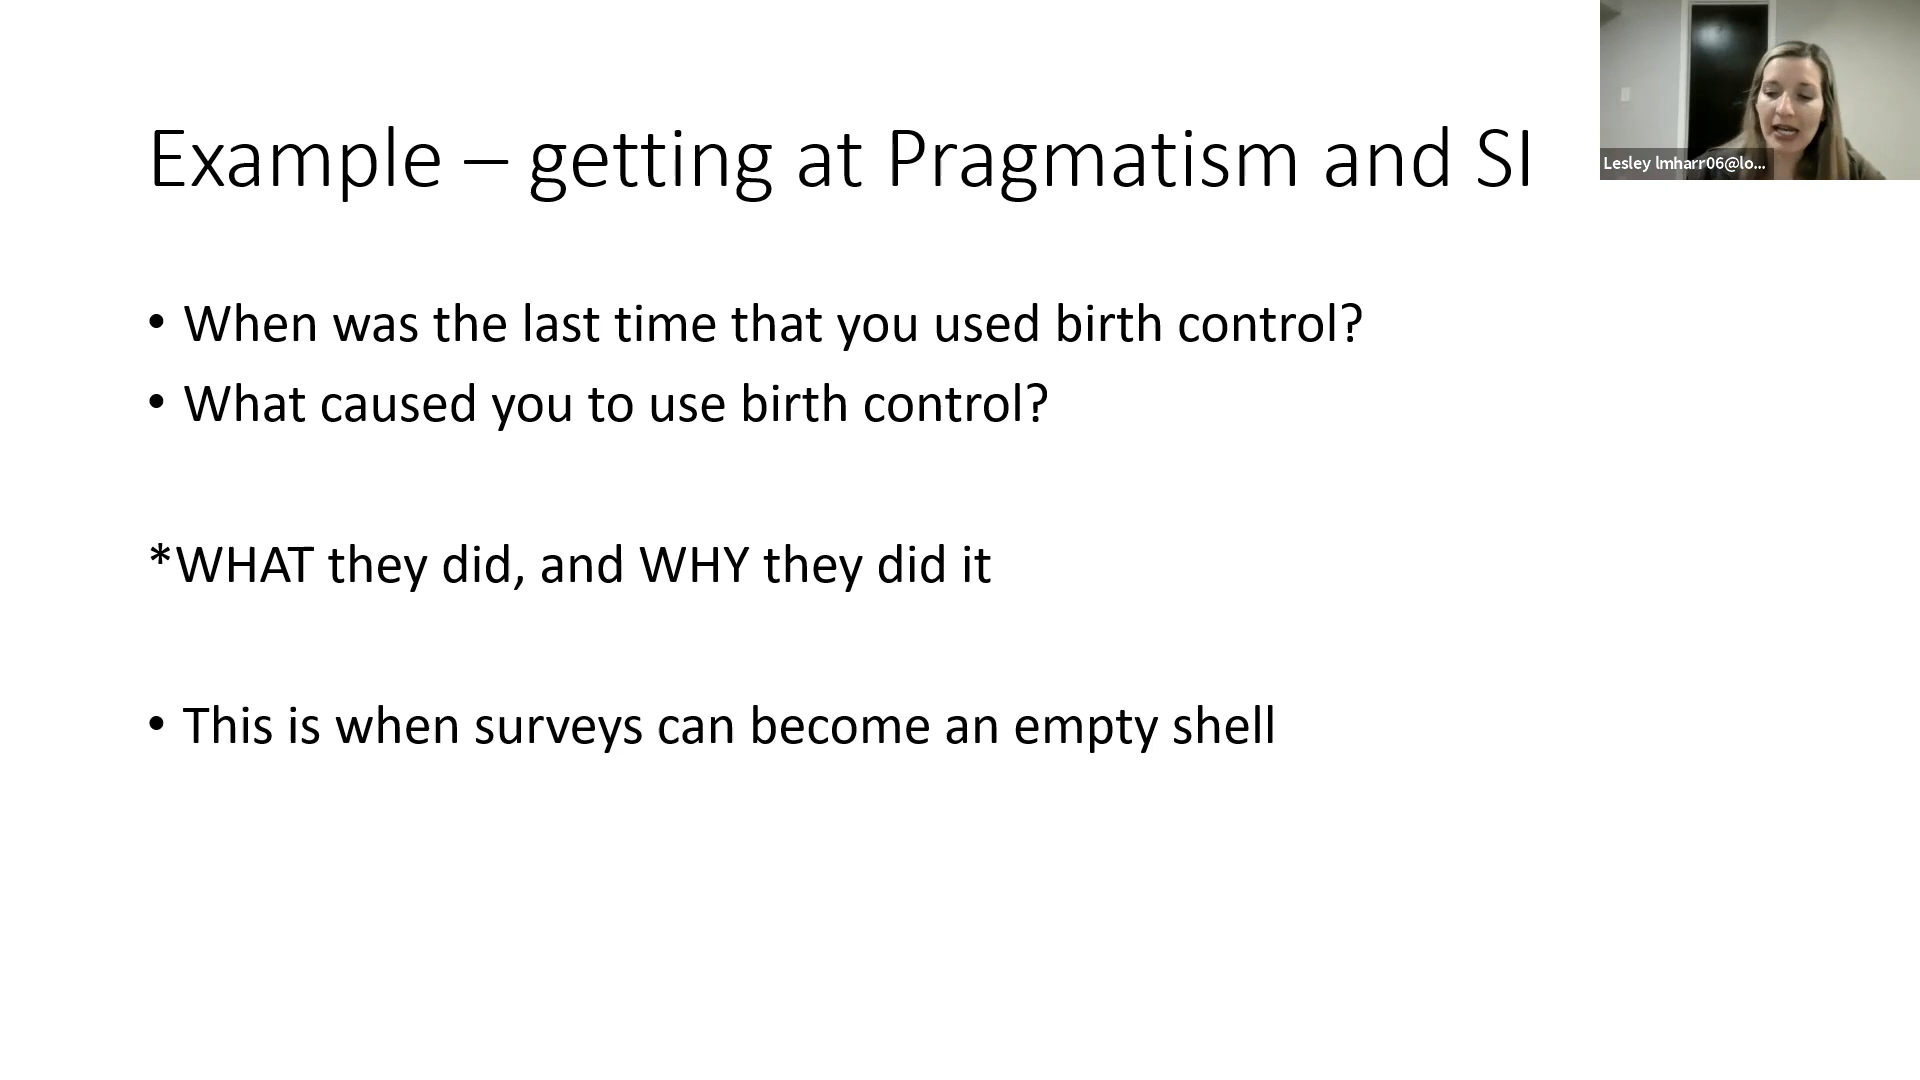 Example – getting at Pragmatism and SI
Lesley lmharr06@lo...
• When was the last time that you used birth control?
• What caused you to use birth control?
*WHAT they did, and WHY they did it
• This is when surveys can become an empty shell